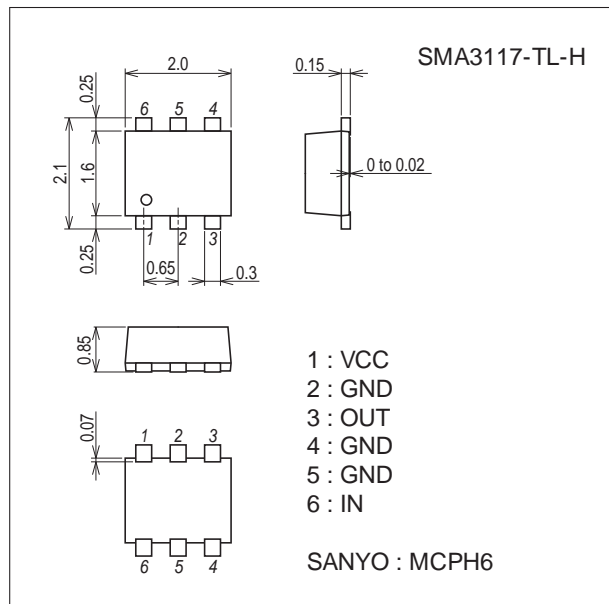 SMA3117-TL-H
2.0
0.15
0.25
6 5 4
2.1
1.6
0 to 0.02
0.25
1 2 3
0.65
0.3
0.85
0.07
1 2 3
6 5 4
1 : VCC
2 : GND
3 : OUT
4 : GND
5 : GND
6 : IN
SANYO : MCPH6